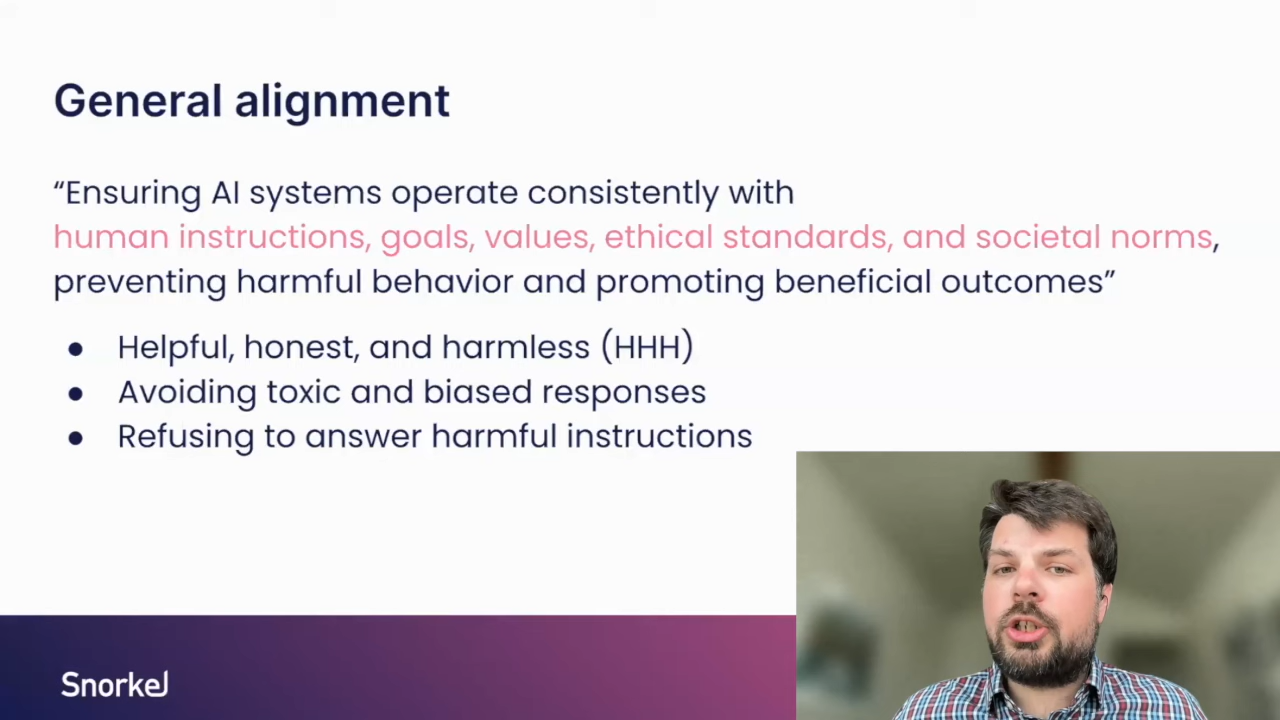 General alignment
“Ensuring AI systems operate consistently with
human instructions, goals, values, ethical standards, and societal norms,
preventing harmful behavior and promoting beneficial outcomes”
● Helpful, honest, and harmless (HHH)
● Avoiding toxic and biased responses
● Refusing to answer harmful instructions
Snorkel